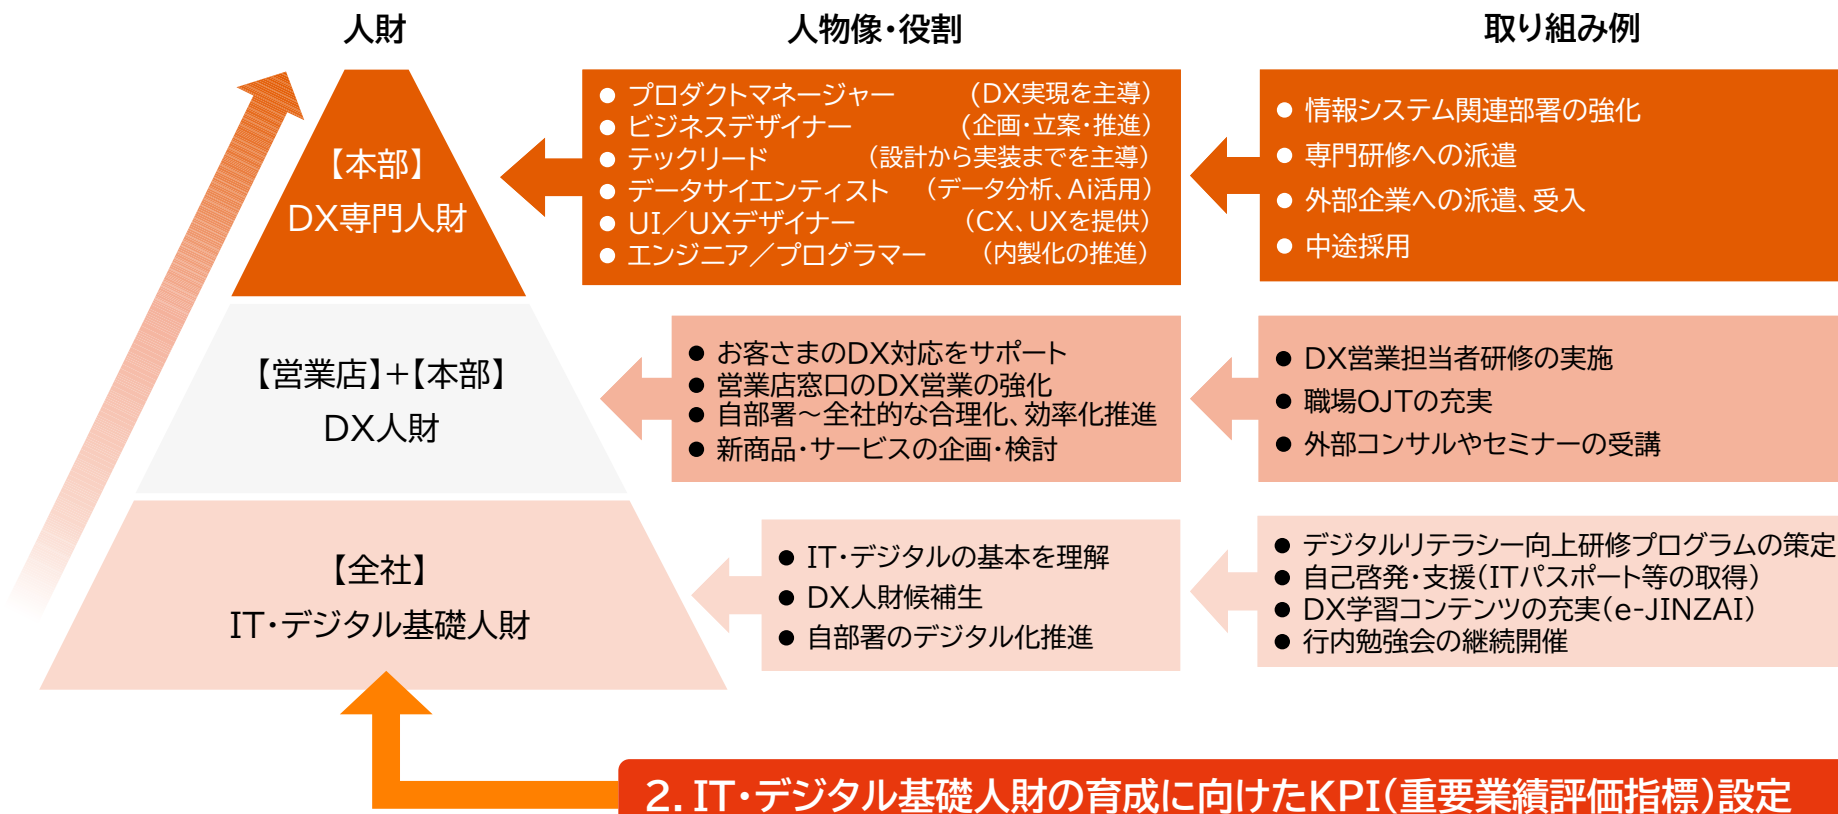 人財
人物像・役割
取り組み例
【本部】
DX専門人財
● プロダクトマネージャー (DX実現を主導)
● ビジネスデザイナー (企画・立案・推進)
● テックリード (設計から実装までを主導)
● データサイエンティスト (データ分析、Ai活用)
● UI／UXデザイナー (CX、UXを提供)
● エンジニア／プログラマー (内製化の推進)
● 情報システム関連部署の強化
● 専門研修への派遣
● 外部企業への派遣、受入
● 中途採用
【営業店】＋【本部】
DX人財
● お客さまのDX対応をサポート
● 営業店窓口のDX営業の強化
● 自部署～全社的な合理化、効率化推進
● 新商品・サービスの企画・検討
● DX営業担当者研修の実施
● 職場OJTの充実
● 外部コンサルやセミナーの受講
【全社】
IT・デジタル基礎人財
● IT・デジタルの基本を理解
● DX人財候補生
● 自部署のデジタル化推進
● デジタルリテラシー向上研修プログラムの策定
● 自己啓発・支援(ITパスポート等の取得)
● DX学習コンテンツの充実(e-JINZAI)
● 行内勉強会の継続開催
2. IT・デジタル基礎人財の育成に向けたKPI(重要業績評価指標)設定